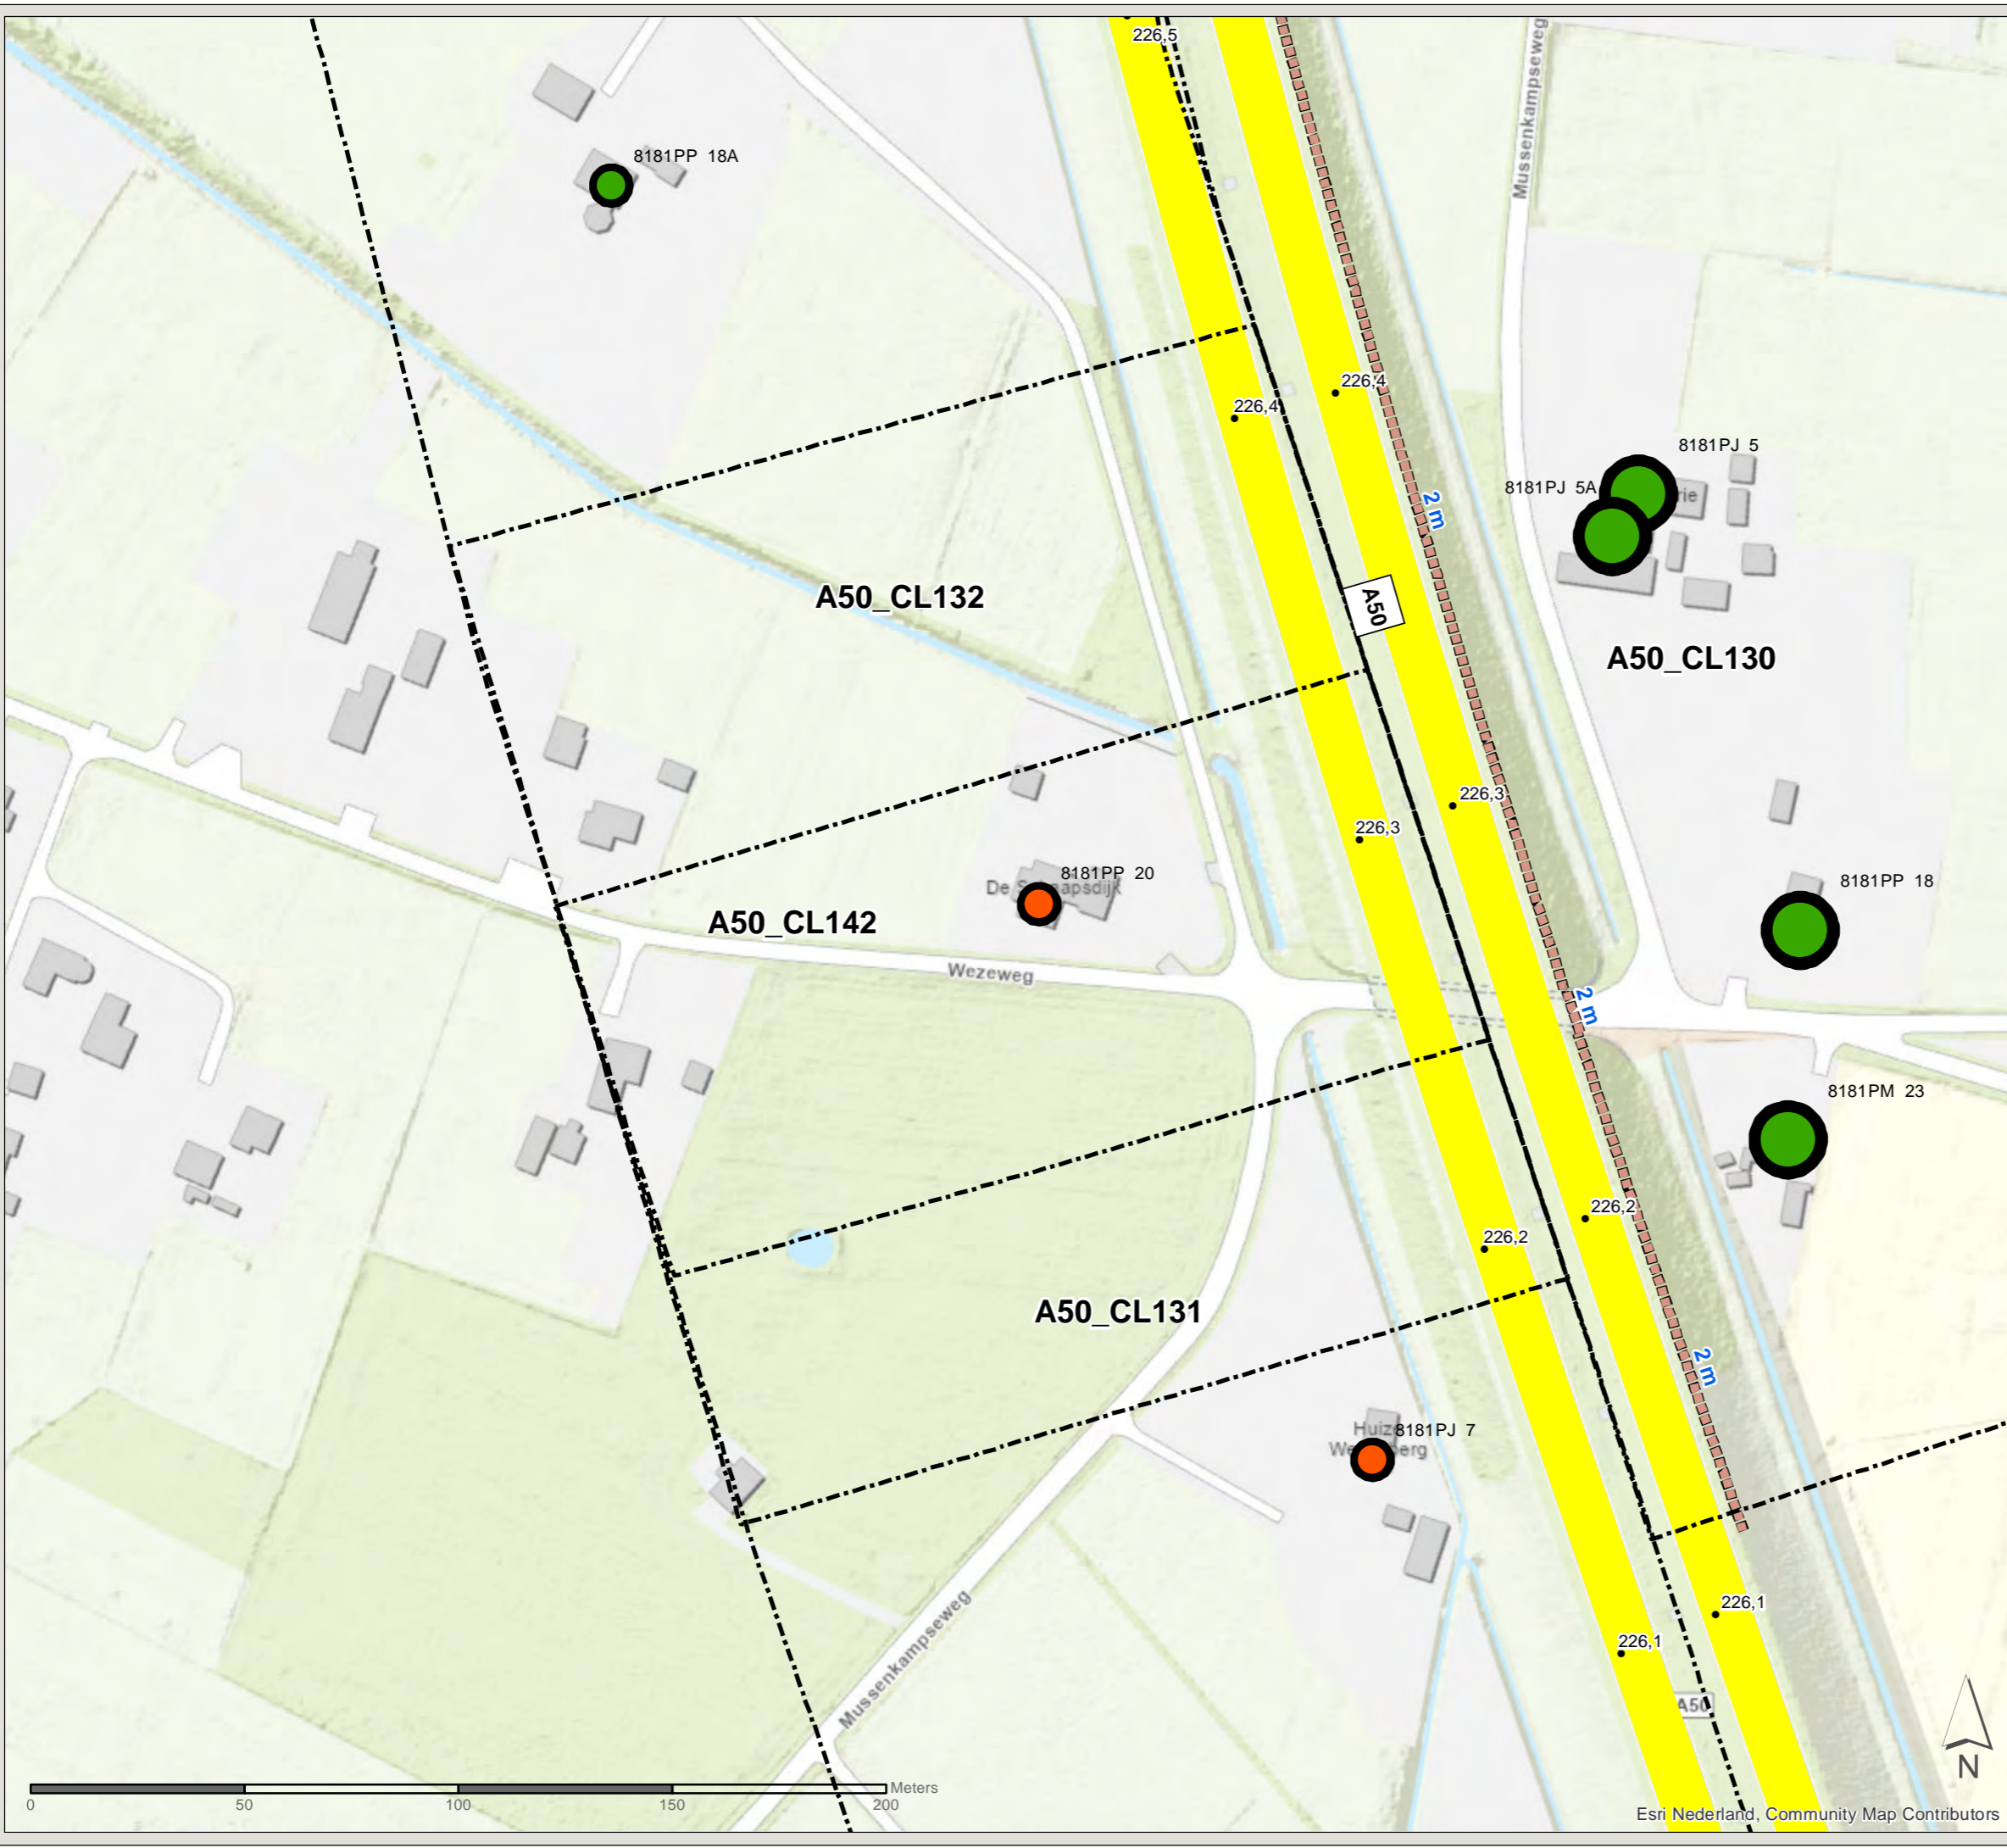 226,5
Mussenkampseweg
8181PP 18A
226,4
226,4
8181PJ 5
8181PJ 5A
2 m
A50
A50_CL132
A50_CL130
226,3
226,3
8181PP 20
8181PP 18
A50_CL142
Wezeweg
2 m
8181PM 23
226,2
226,2
A50_CL131
2 m
8181PJ 7
Mussenkampseweg
226,1
226,1
A50
N
Meters
0 50 100 150 200
Esri Nederland, Community Map Contributors